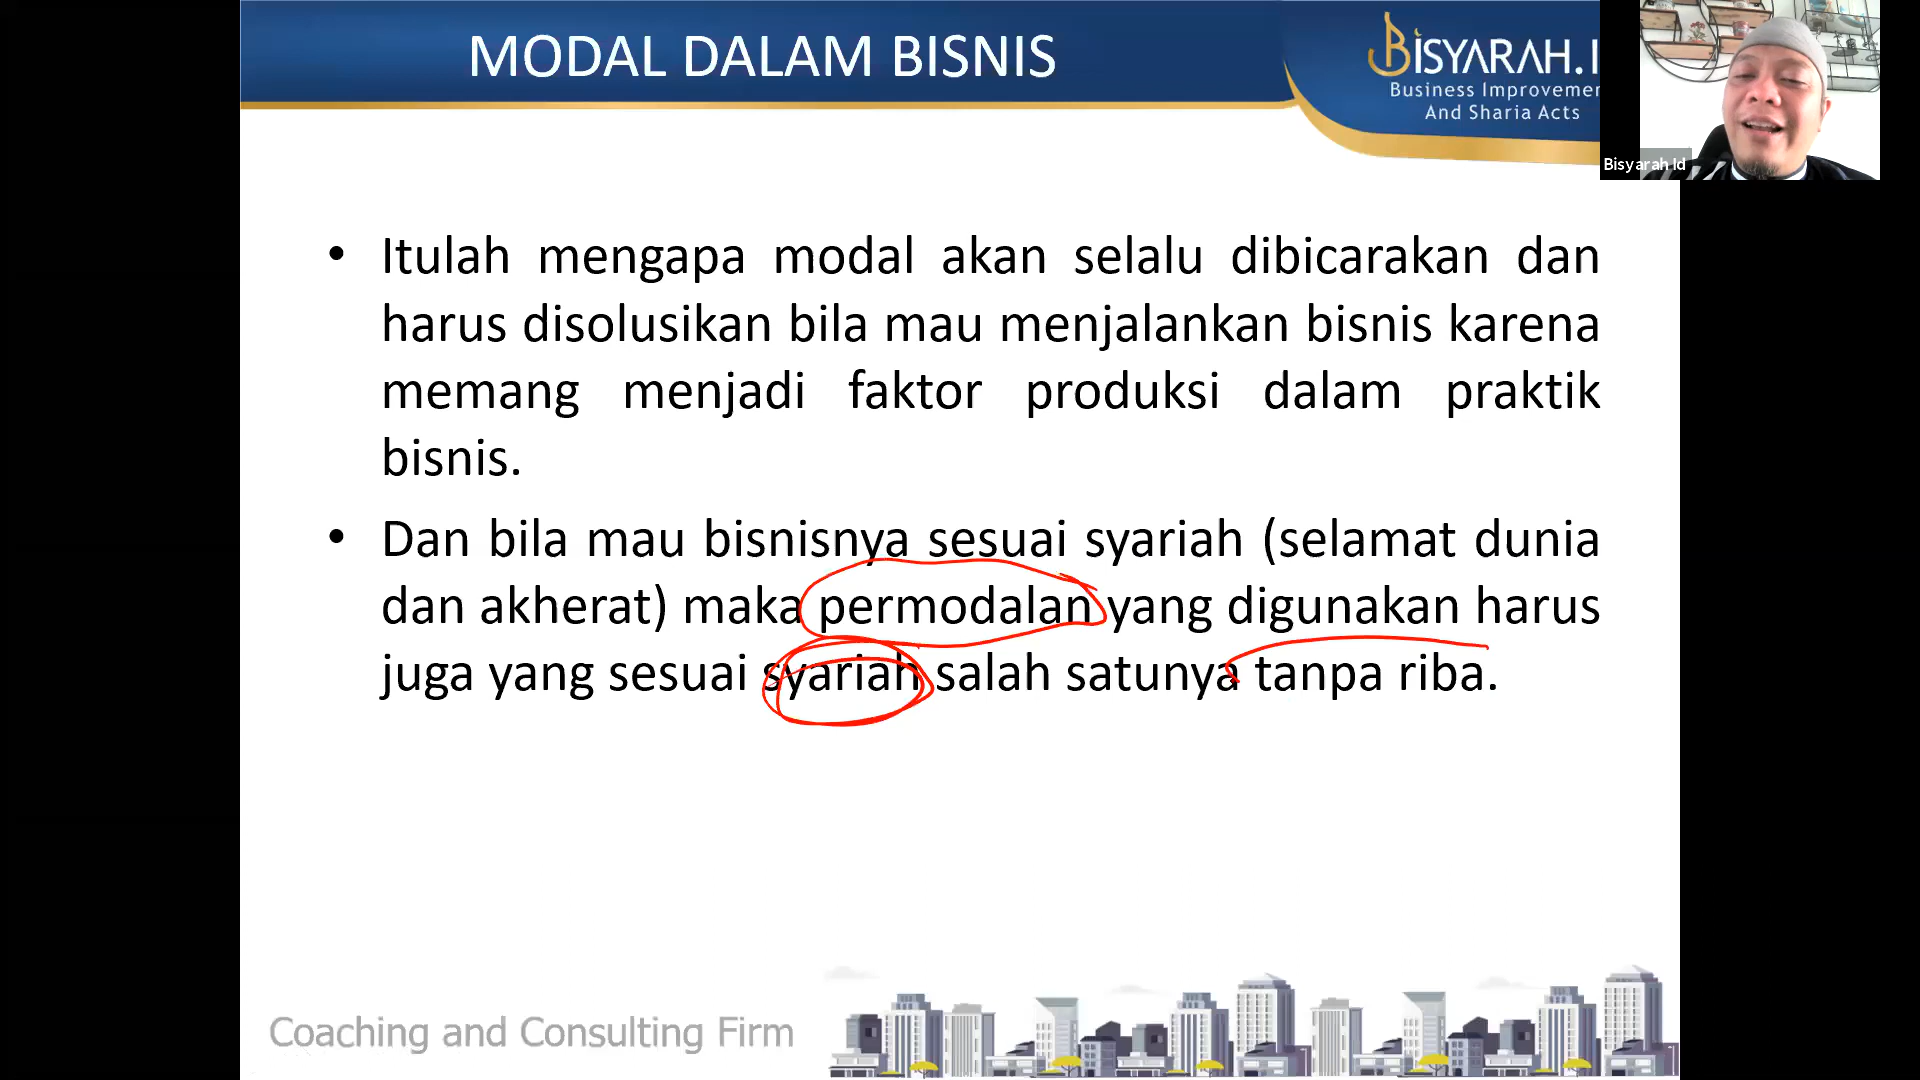 MODAL DALAM BISNIS
BISYARAH.I
Business Improvemen
And Sharia Acts
Bisyarah Id
• Itulah mengapa modal akan selalu dibicarakan dan
harus disolusikan bila mau menjalankan bisnis karena
memang menjadi faktor produksi dalam praktik
bisnis.
• Dan bila mau bisnisnya sesuai syariah (selamat dunia
dan akherat) maka permodalan yang digunakan harus
juga yang sesuai syariah salah satunya tanpa riba.
Coaching and Consulting Firm